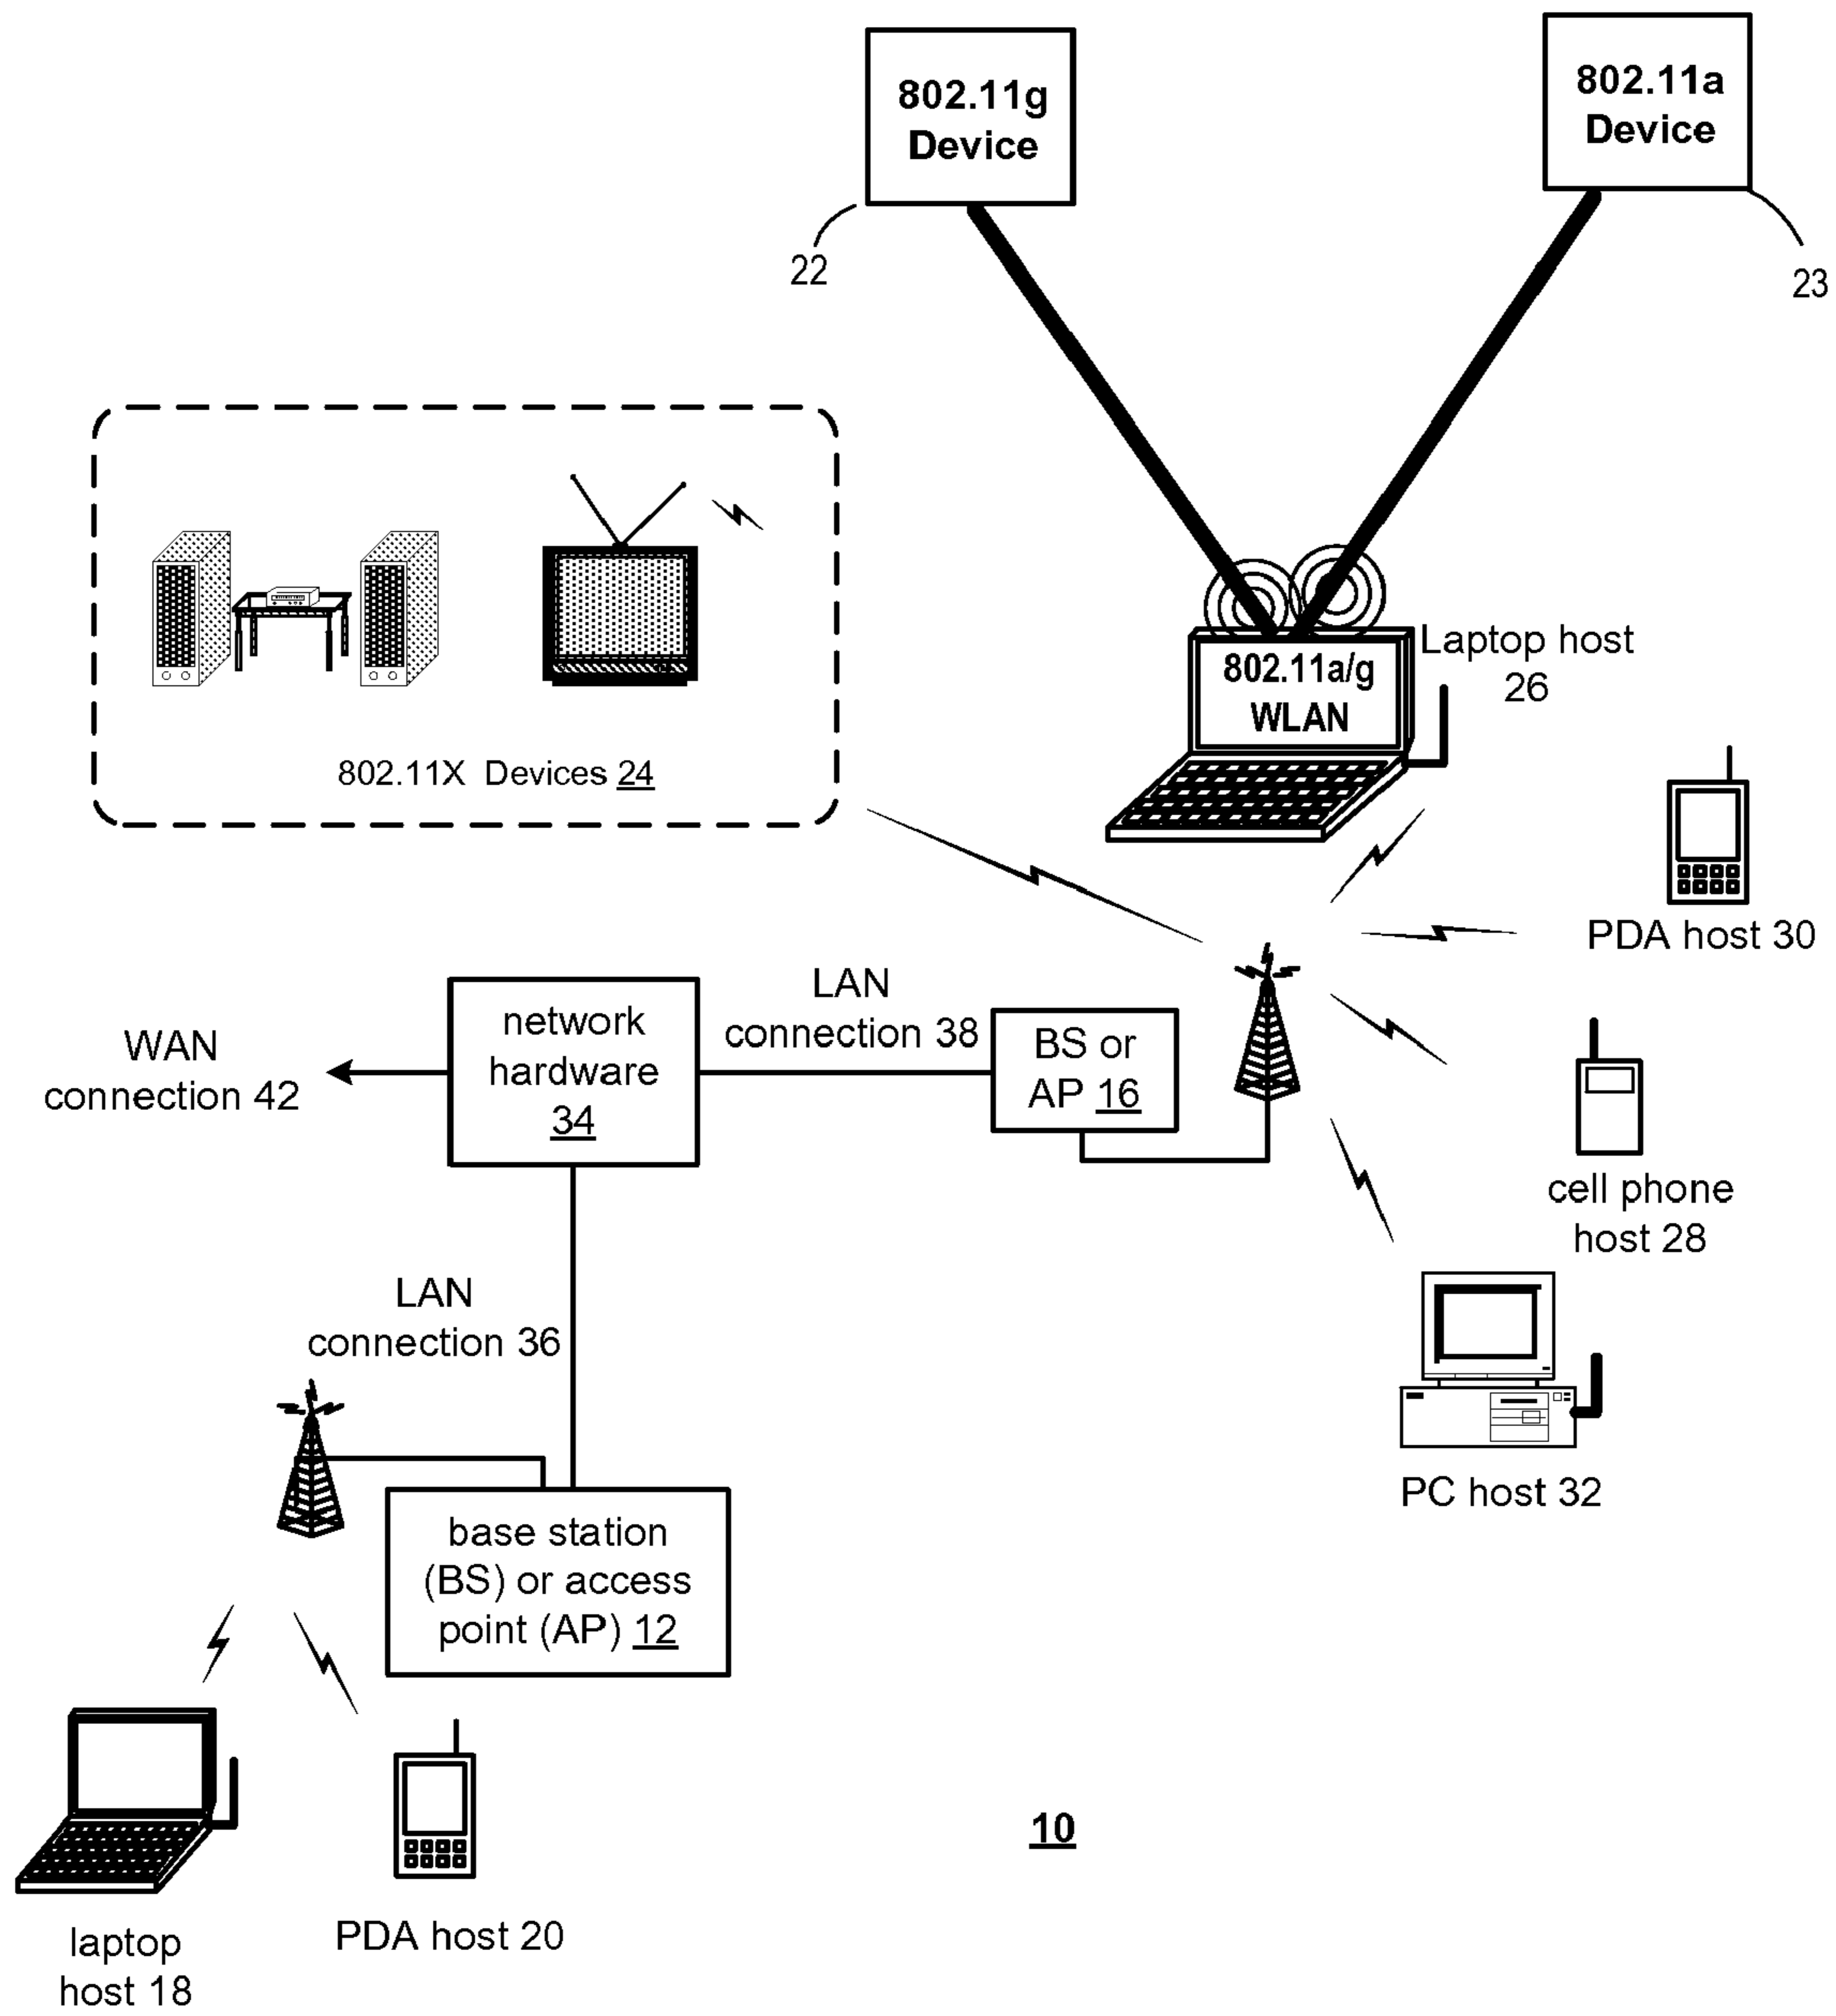 802.11g
Device
802.11a
Device
22
23
Laptop host
26
802.11a/g
WLAN
802.11X Devices 24
PDA host 30
LAN
connection 38
network
hardware
34
BS or
AP 16
WAN
connection 42
cell phone
host 28
LAN
connection 36
PC host 32
base station
(BS) or access
point (AP) 12
10
PDA host 20
laptop
host 18